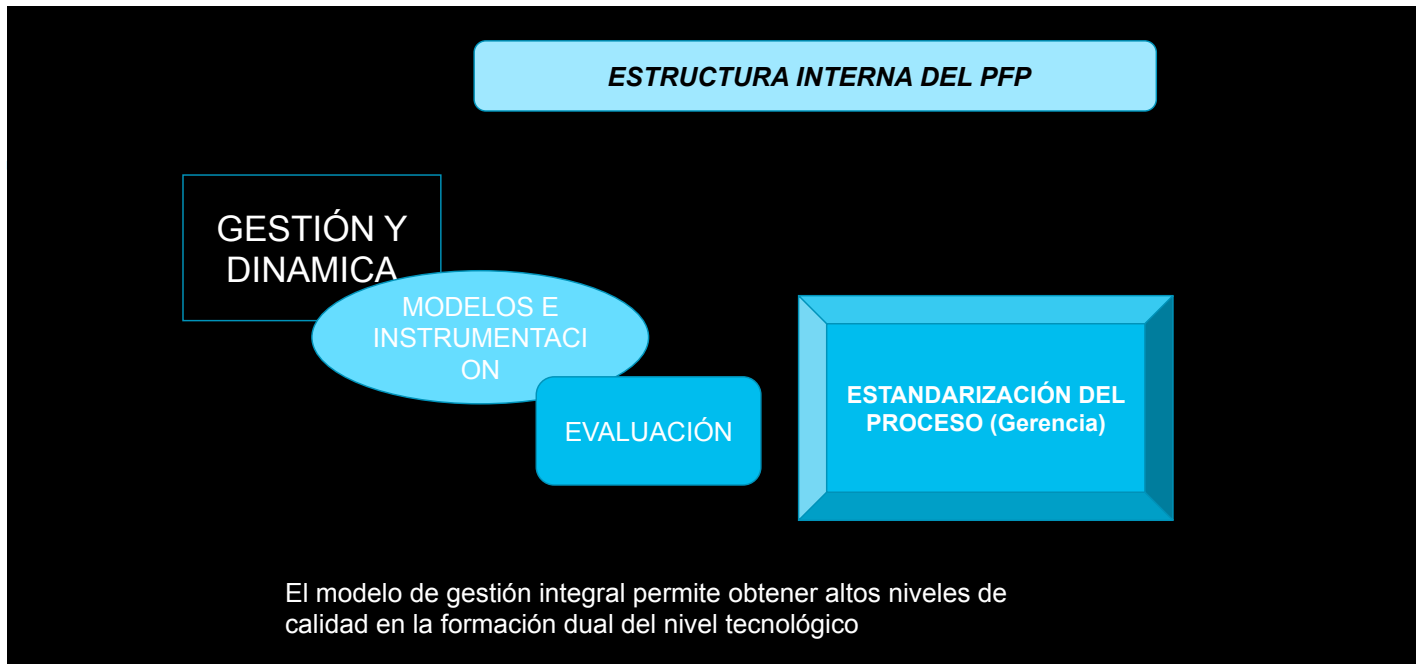 ESTRUCTURA INTERNA DEL PFP
GESTIÓN Y
DINAMICA
MODELOS E
INSTRUMENTACI
ON
EVALUACIÓN
ESTANDARIZACIÓN DEL
PROCESO (Gerencia)
El modelo de gestión integral permite obtener altos niveles de
calidad en la formación dual del nivel tecnológico